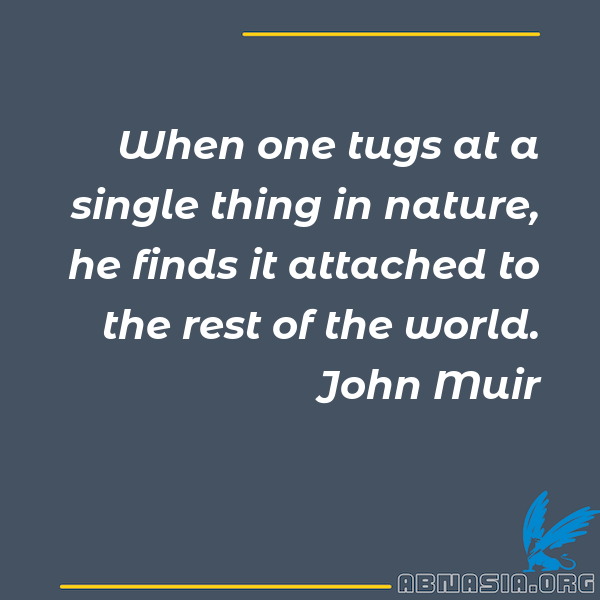 When one tugs at a
single thing in nature,
he finds it attached to
the rest of the world.
John Muir
ABNASIA.ORG